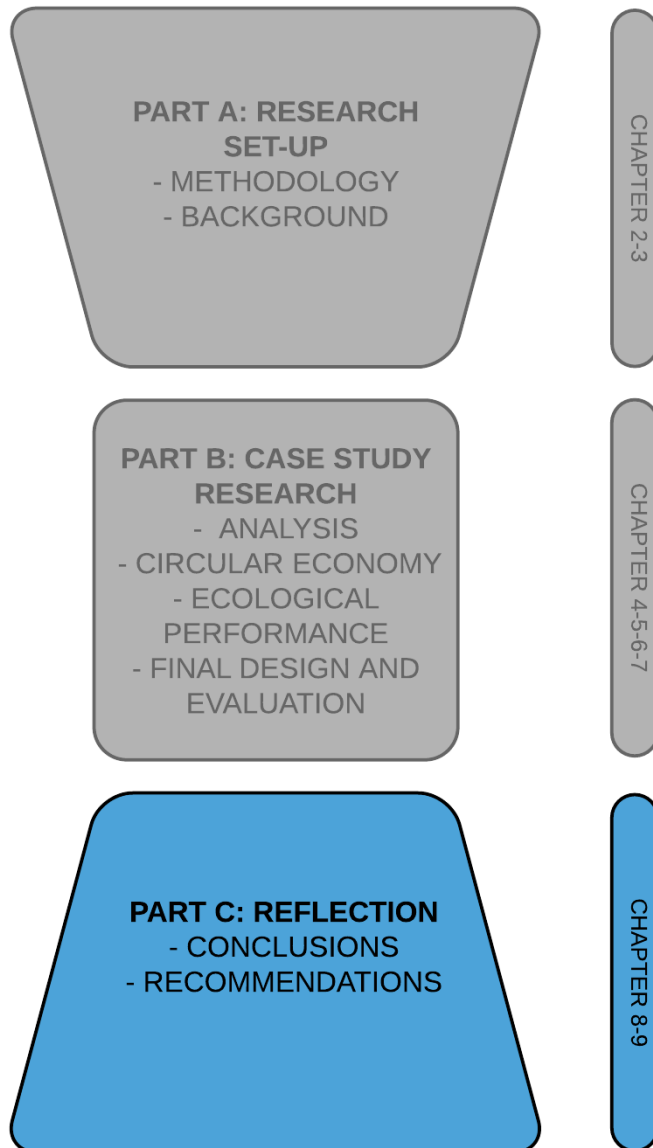 PART A: RESEARCH
SET-UP
- METHODOLOGY
- BACKGROUND
CHAPTER 2-3
PART B: CASE STUDY
RESEARCH
- ANALYSIS
- CIRCULAR ECONOMY
- ECOLOGICAL
PERFORMANCE
- FINAL DESIGN AND
EVALUATION
CHAPTER 4-5-6-7
PART C: REFLECTION
- CONCLUSIONS
- RECOMMENDATIONS
CHAPTER 8-9